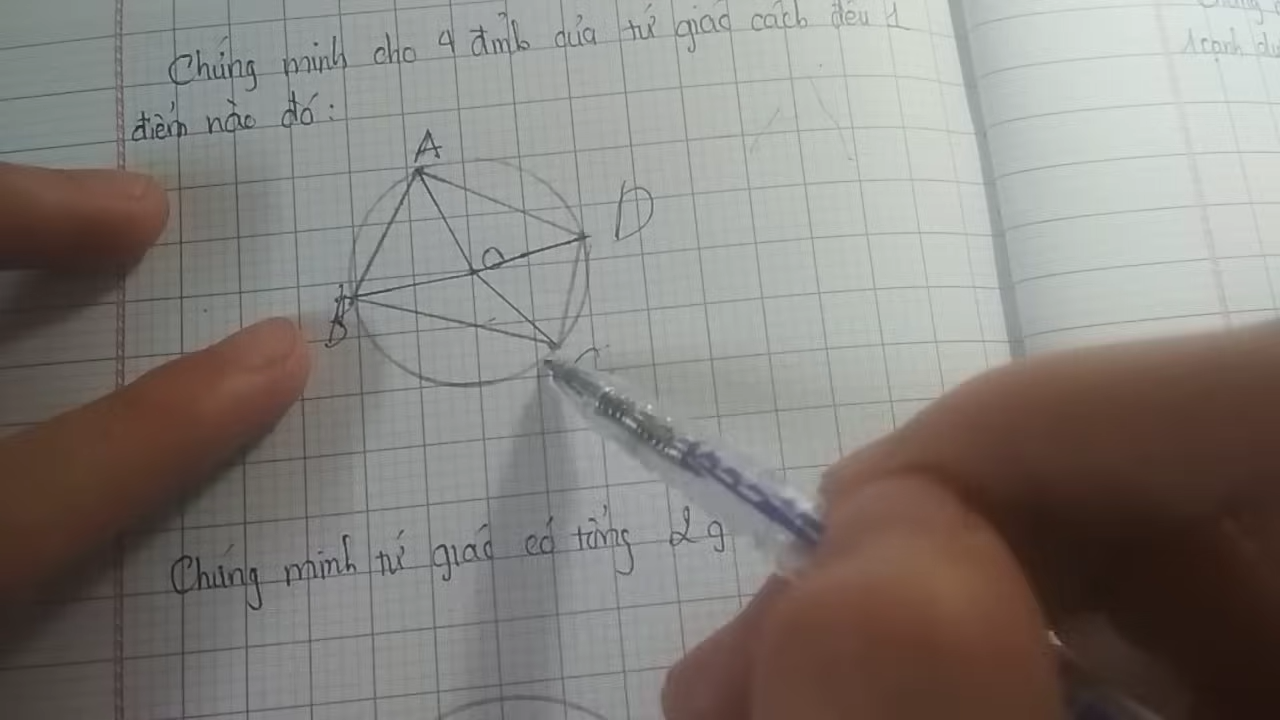 Chứng minh cho 4 đỉnh của tứ giác cách đều 1
điểm nào đó:
A
D
O
B
C
Chứng minh tứ giác có tổng 2 g